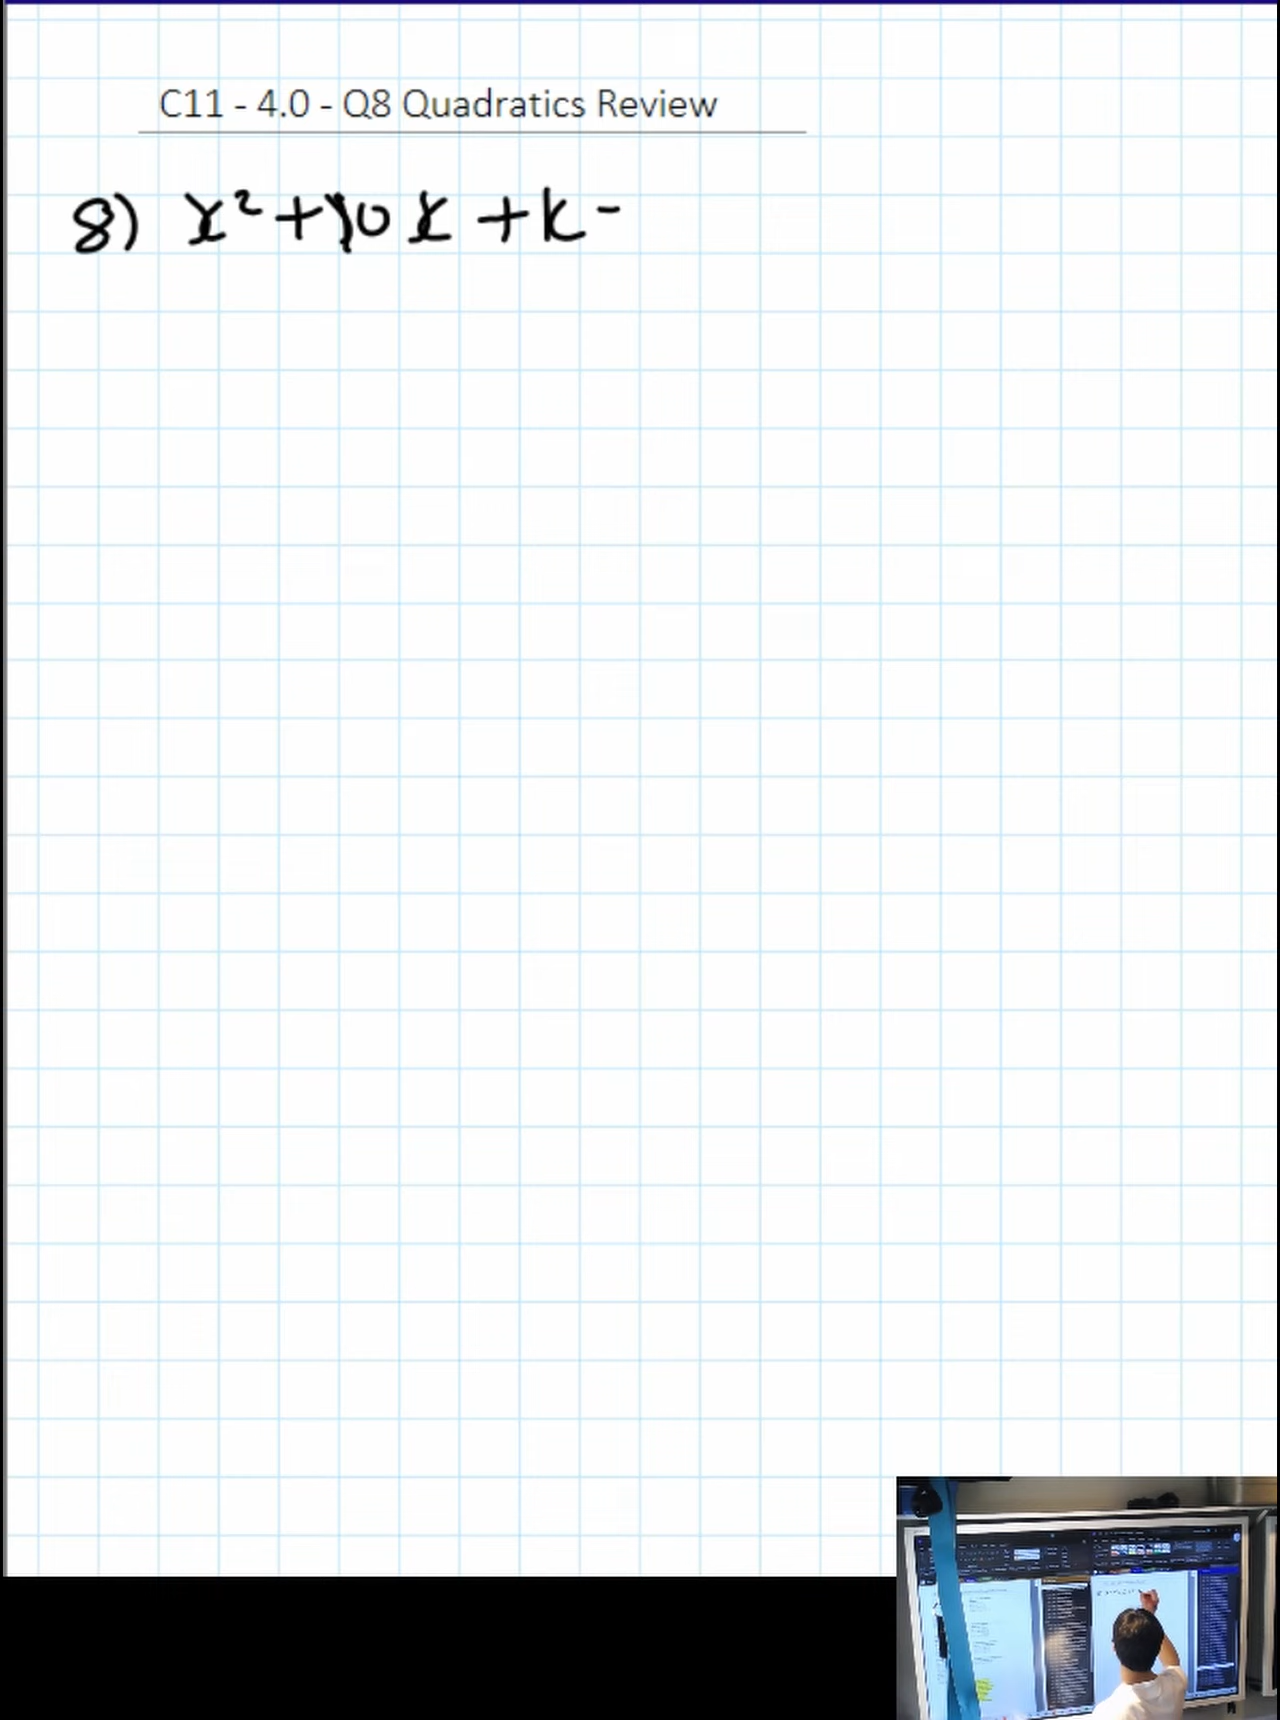 C11 - 4.0 - Q8 Quadratics Review
8) x² + 10x + k -